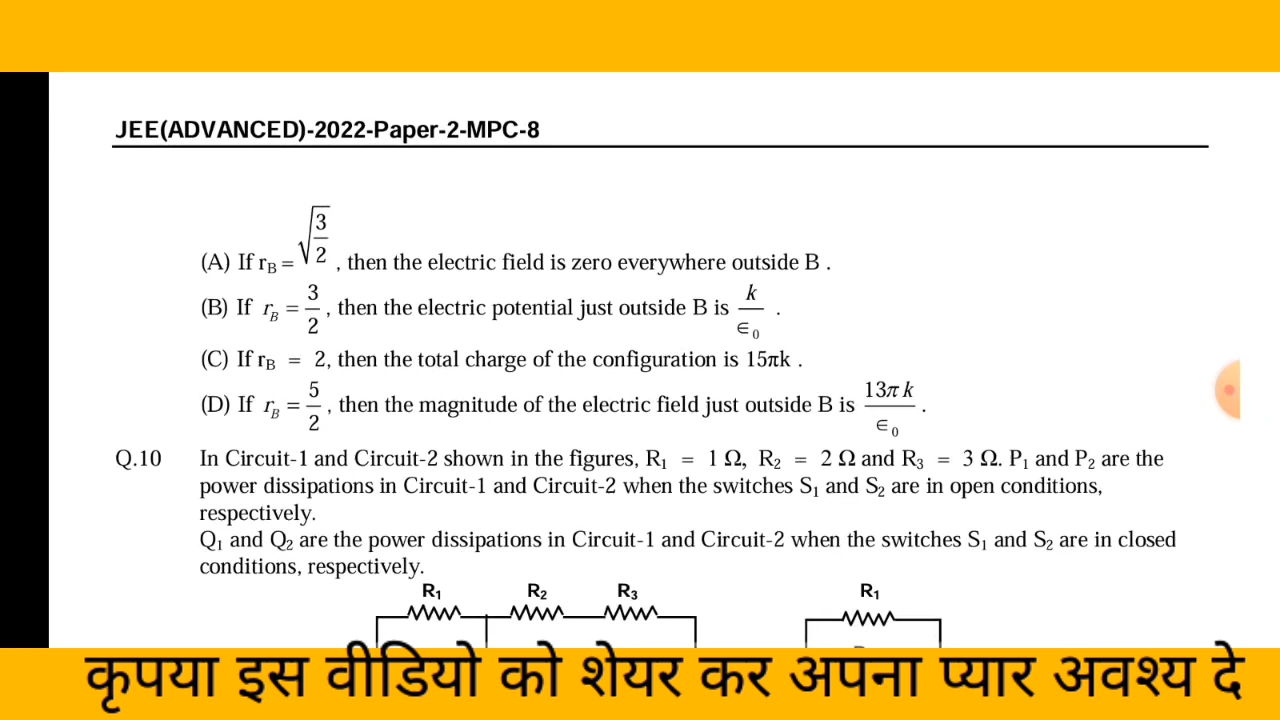 JEE(ADVANCED)-2022-Paper-2-MPC-8
(A) If r_B = √(3/2) , then the electric field is zero everywhere outside B .
(B) If r_B = 3/2 , then the electric potential just outside B is k/∈₀ .
(C) If r_B = 2, then the total charge of the configuration is 15πk .
(D) If r_B = 5/2 , then the magnitude of the electric field just outside B is 13πk/∈₀ .
Q.10 In Circuit-1 and Circuit-2 shown in the figures, R₁ = 1 Ω, R₂ = 2 Ω and R₃ = 3 Ω. P₁ and P₂ are the
power dissipations in Circuit-1 and Circuit-2 when the switches S₁ and S₂ are in open conditions,
respectively.
Q₁ and Q₂ are the power dissipations in Circuit-1 and Circuit-2 when the switches S₁ and S₂ are in closed
conditions, respectively.
R₁ R₂ R₃ R₁
कृपया इस वीडियो को शेयर कर अपना प्यार अवश्य दे